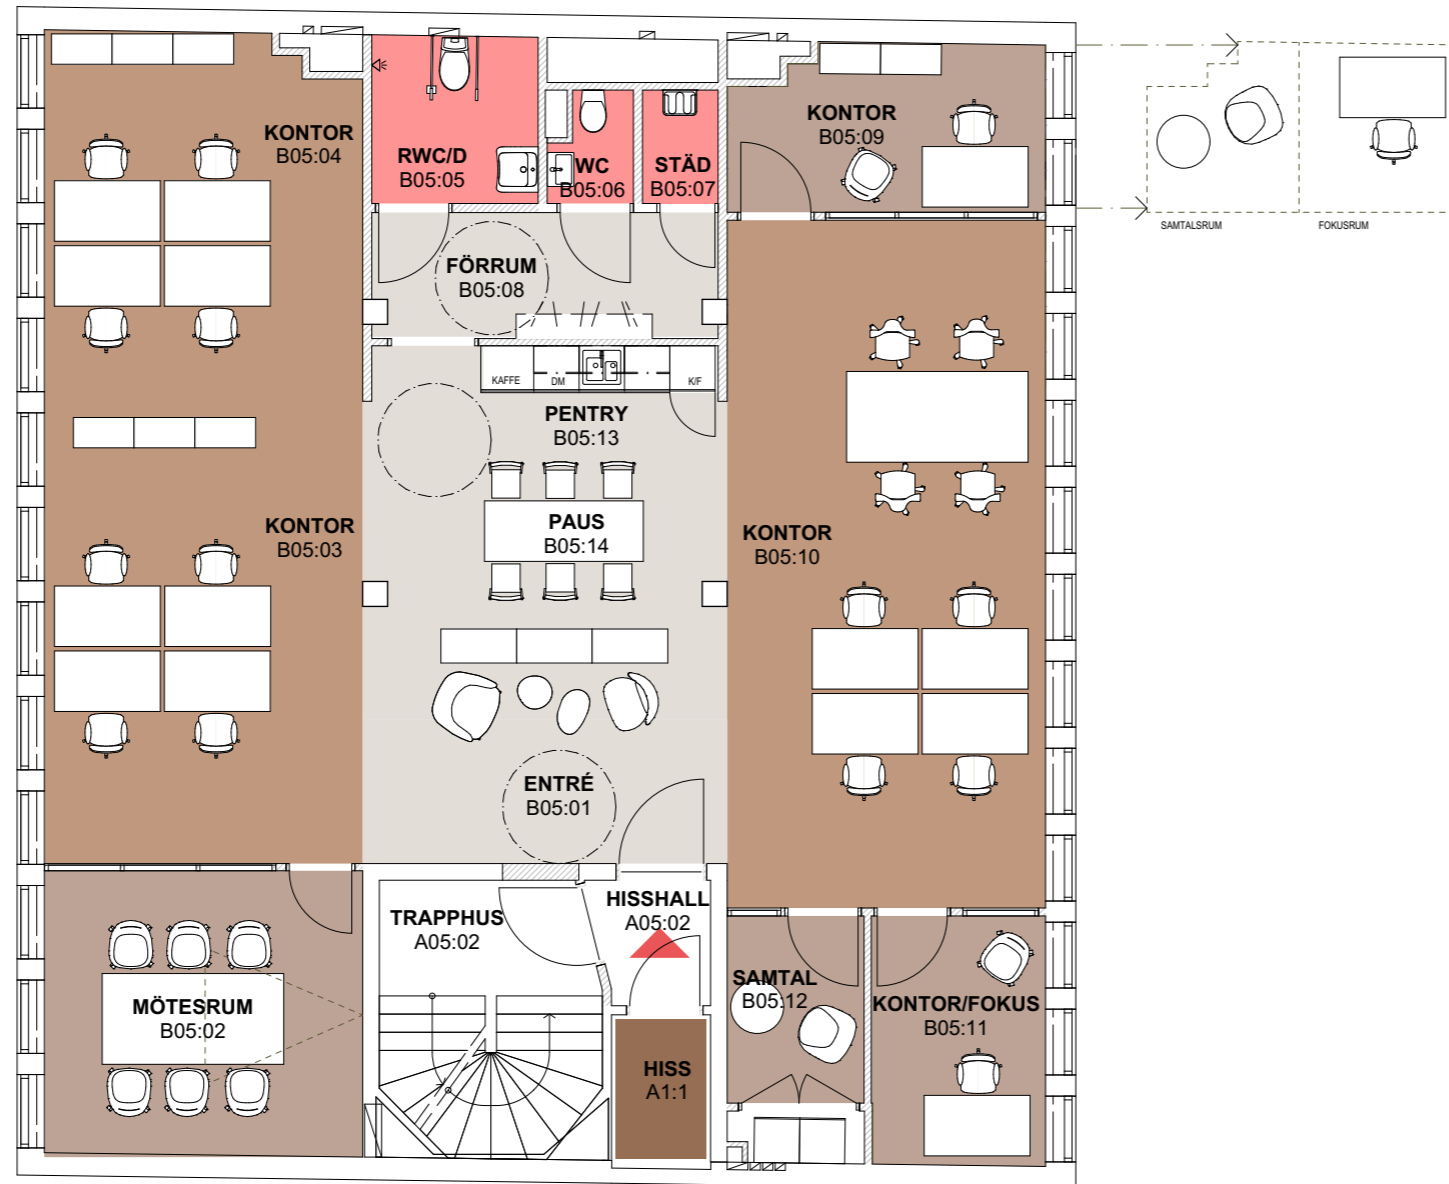 KONTOR
B05:04
RWC/D
B05:05
WC
B05:06
STÄD
B05:07
KONTOR
B05:09
SAMTALSRUM
FOKUSRUM
FÖRRUM
B05:08
KAFFE
DM
K/F
PENTRY
B05:13
KONTOR
B05:03
PAUS
B05:14
KONTOR
B05:10
ENTRÉ
B05:01
TRAPPHUS
A05:02
HISSHALL
A05:02
MÖTESRUM
B05:02
SAMTAL
B05:12
KONTOR/FOKUS
B05:11
HISS
A1:1